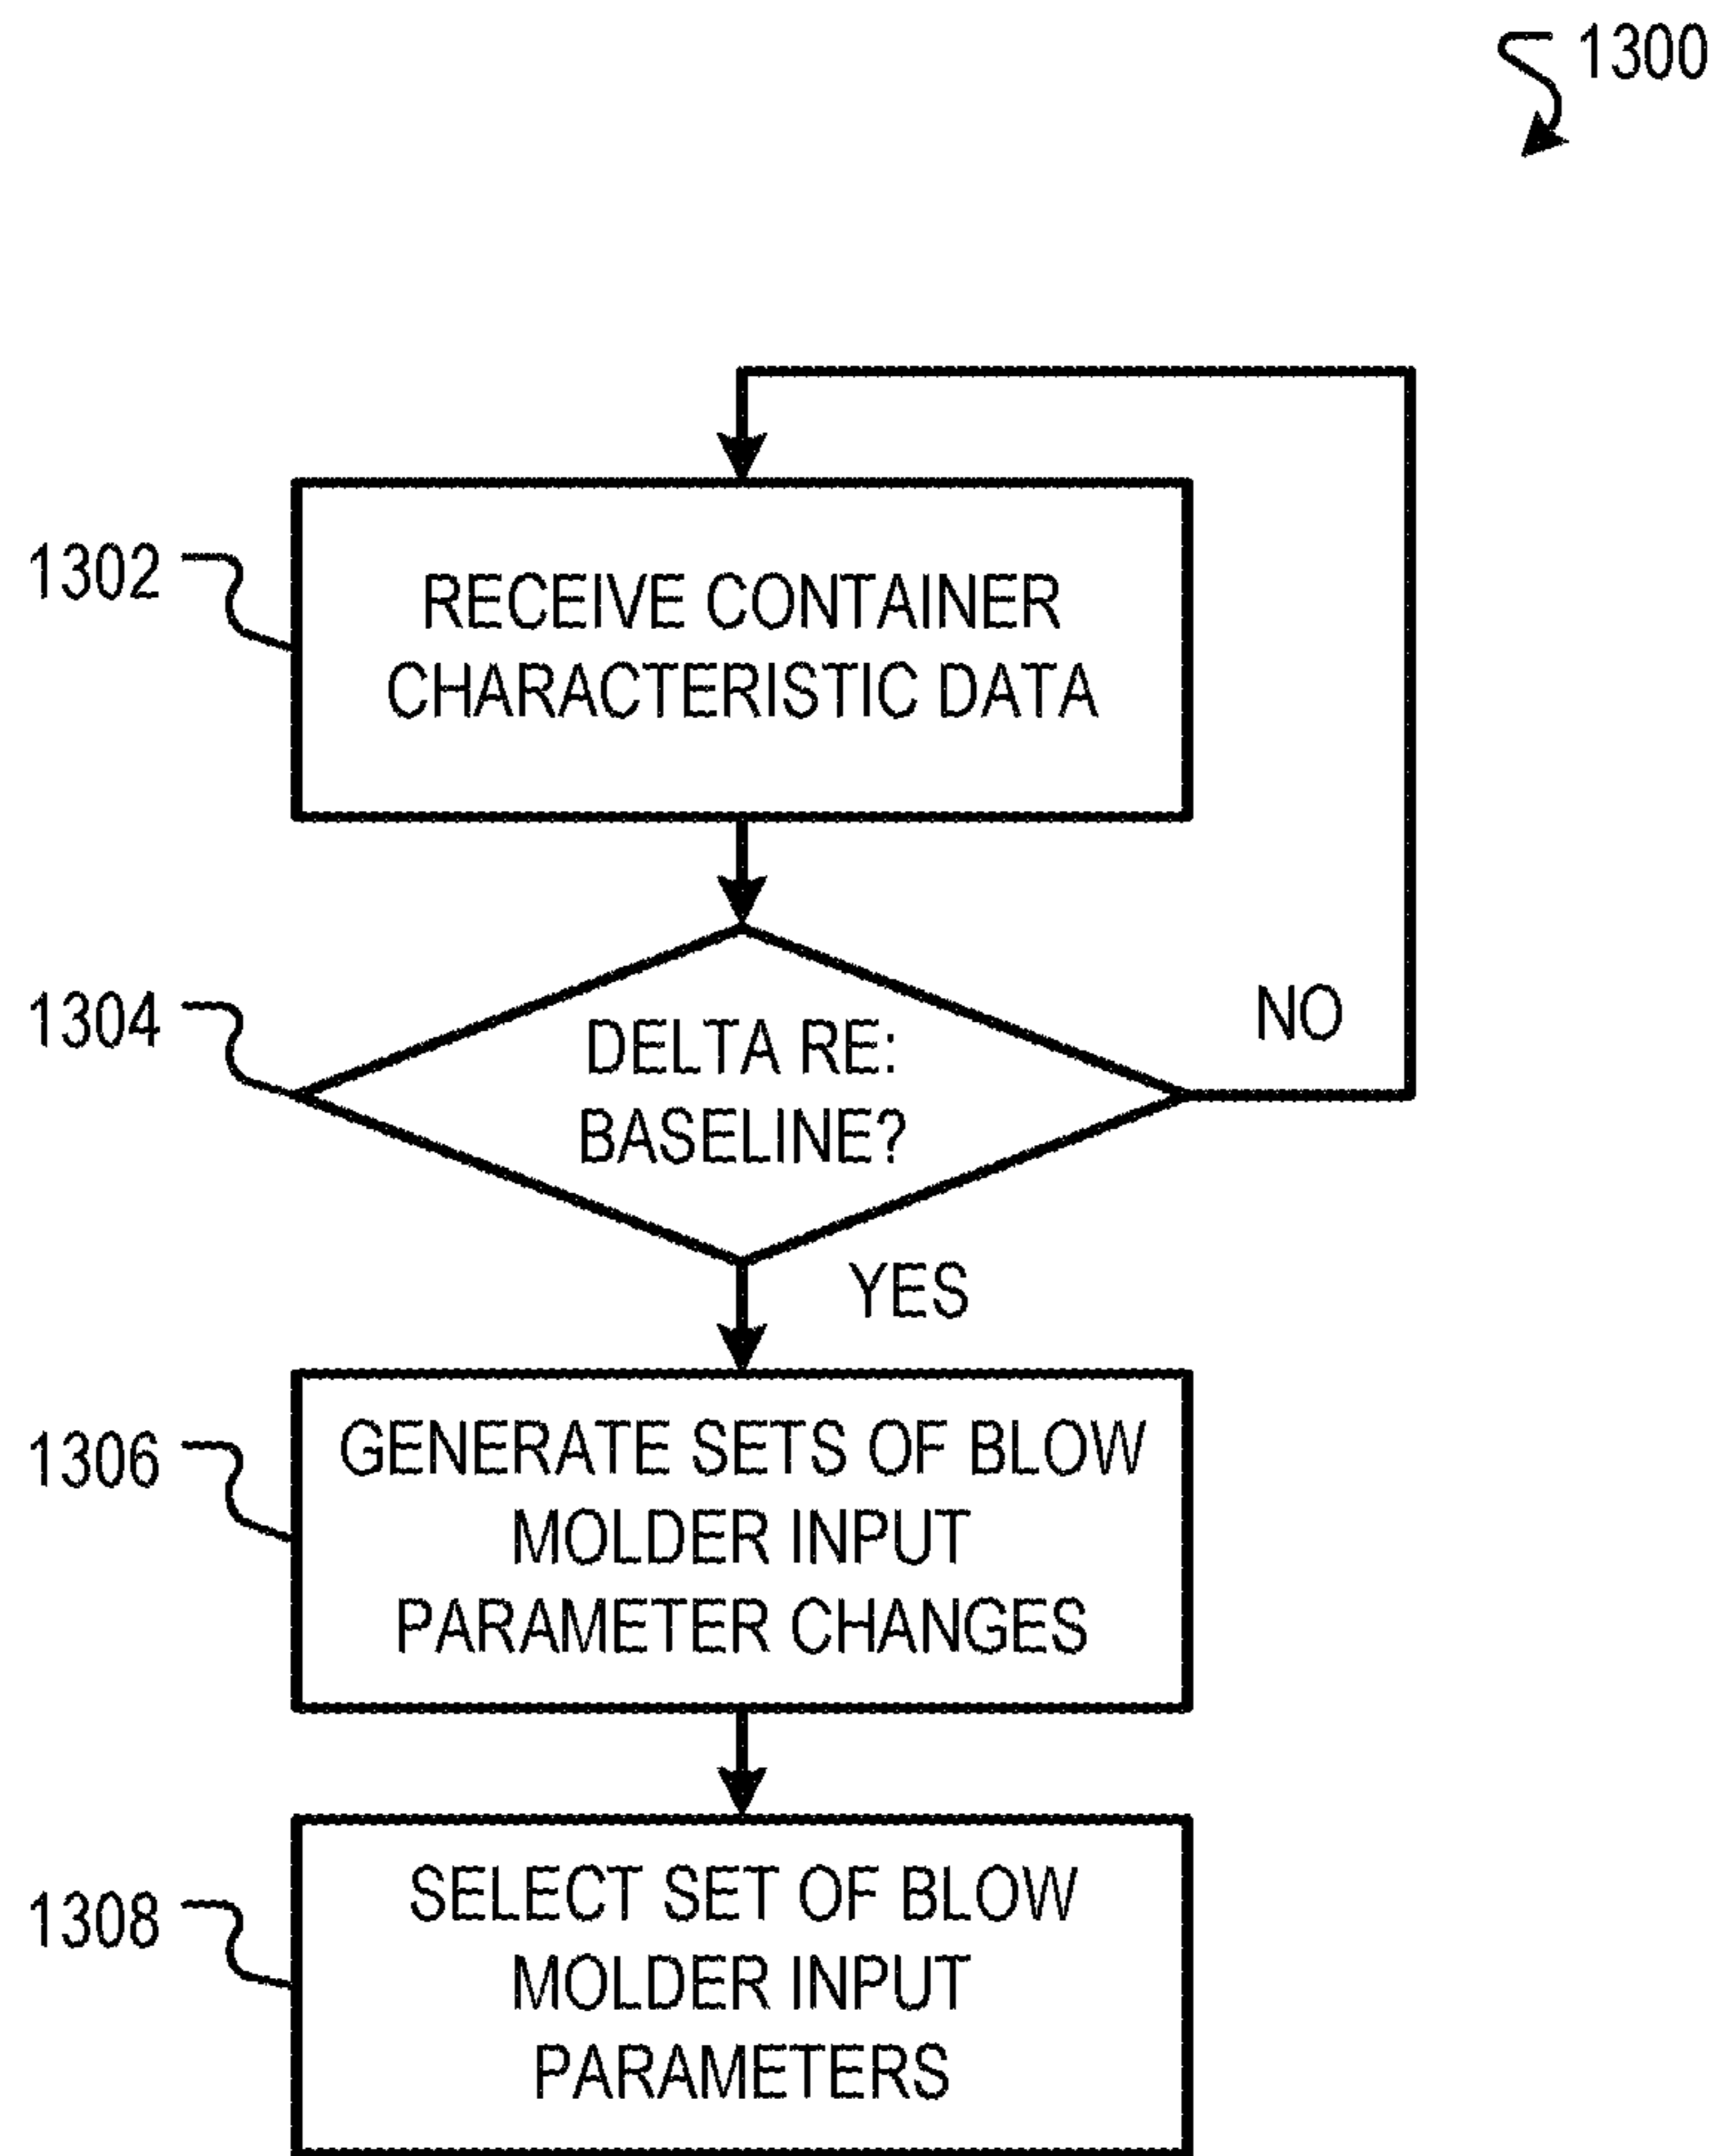 1300
1302
RECEIVE CONTAINER
CHARACTERISTIC DATA
1304
DELTA RE:
BASELINE?
NO
YES
1306
GENERATE SETS OF BLOW
MOLDER INPUT
PARAMETER CHANGES
1308
SELECT SET OF BLOW
MOLDER INPUT
PARAMETERS